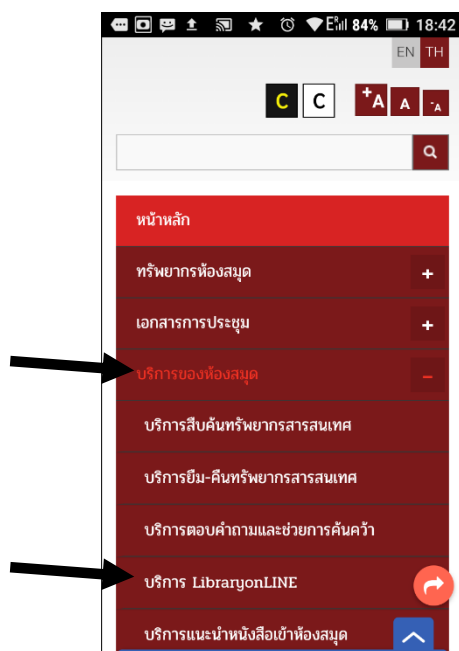 84% 18:42
EN TH
C C +A A -A
หน้าหลัก
ทรัพยากรห้องสมุด +
เอกสารการประชุม +
บริการของห้องสมุด −
บริการสืบค้นทรัพยากรสารสนเทศ
บริการยืม-คืนทรัพยากรสารสนเทศ
บริการตอบคำถามและช่วยการค้นคว้า
บริการ LibraryonLINE
บริการแนะนำหนังสือเข้าห้องสมุด